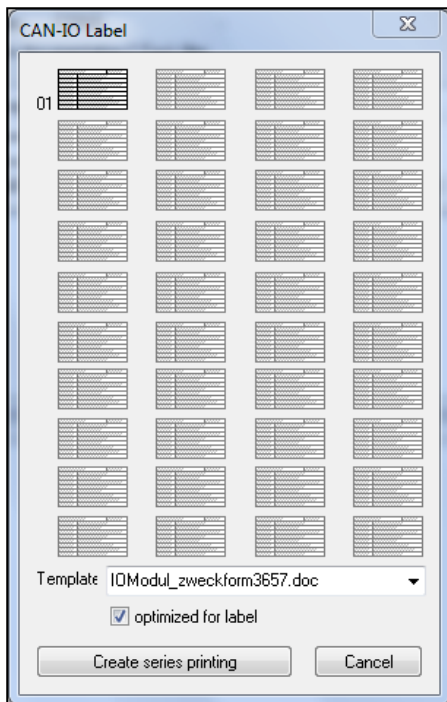 CAN-IO Label
01
Template IOModul_zweckform3657.doc
optimized for label
Create series printing Cancel